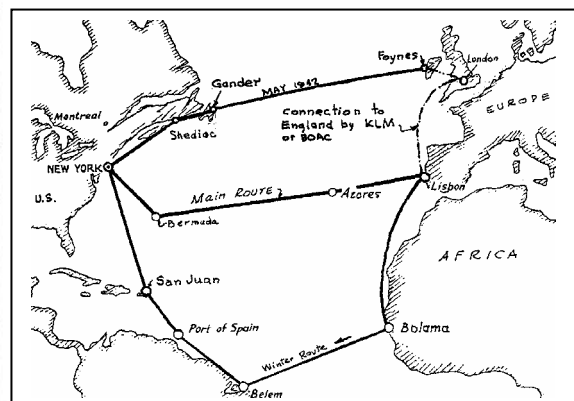 Foynes
London
Gander
MAY 1942
Montreal
Shediac
Connection to
England by KLM
or BOAC
EUROPE
NEW YORK
U.S.
MAIN ROUTE
Azores
Lisbon
Bermuda
AFRICA
San Juan
Port of Spain
Bolama
Winter Route
Belem